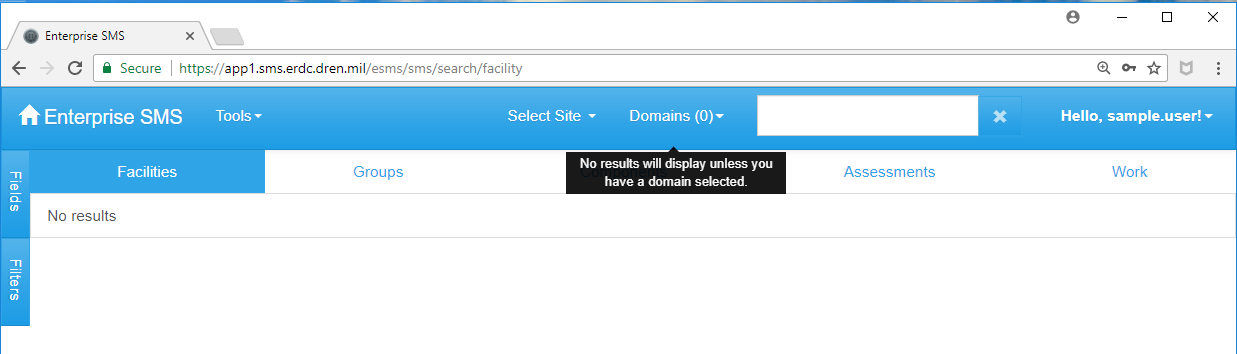 Enterprise SMS
Secure https://app1.sms.erdc.dren.mil/esms/sms/search/facility
Enterprise SMS Tools Select Site Domains (0) Hello, sample.user!
No results will display unless you
have a domain selected.
Facilities Groups Components Assessments Work
Fields
No results
Filters